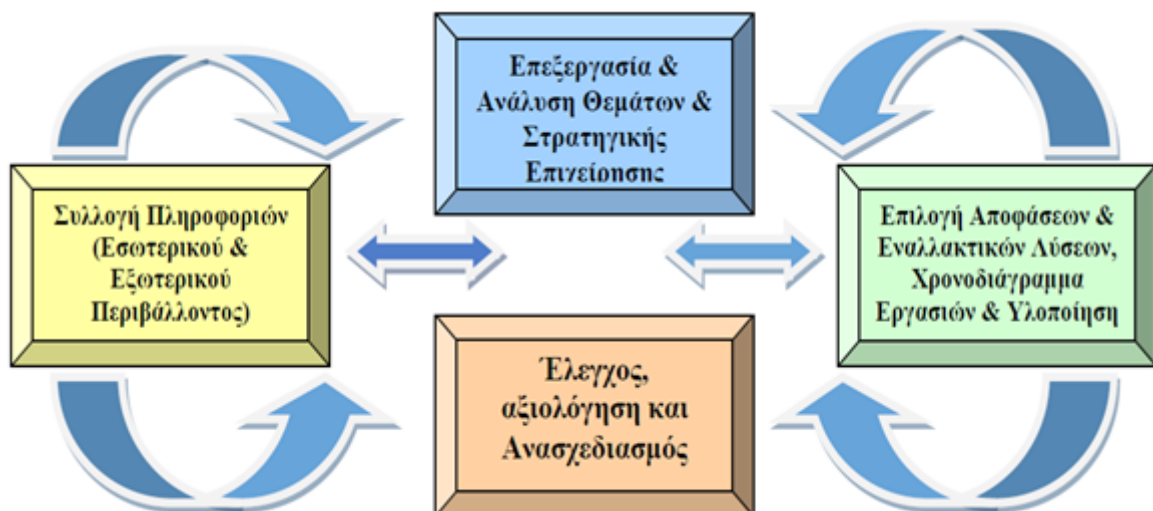 Επεξεργασία &
Ανάλυση Θεμάτων &
Στρατηγικής
Επιχείρησης
Συλλογή Πληροφοριών
(Εσωτερικού &
Εξωτερικού
Περιβάλλοντος)
Επιλογή Αποφάσεων &
Εναλλακτικών Λύσεων,
Χρονοδιάγραμμα
Εργασιών & Υλοποίηση
Έλεγχος,
αξιολόγηση και
Ανασχεδιασμός